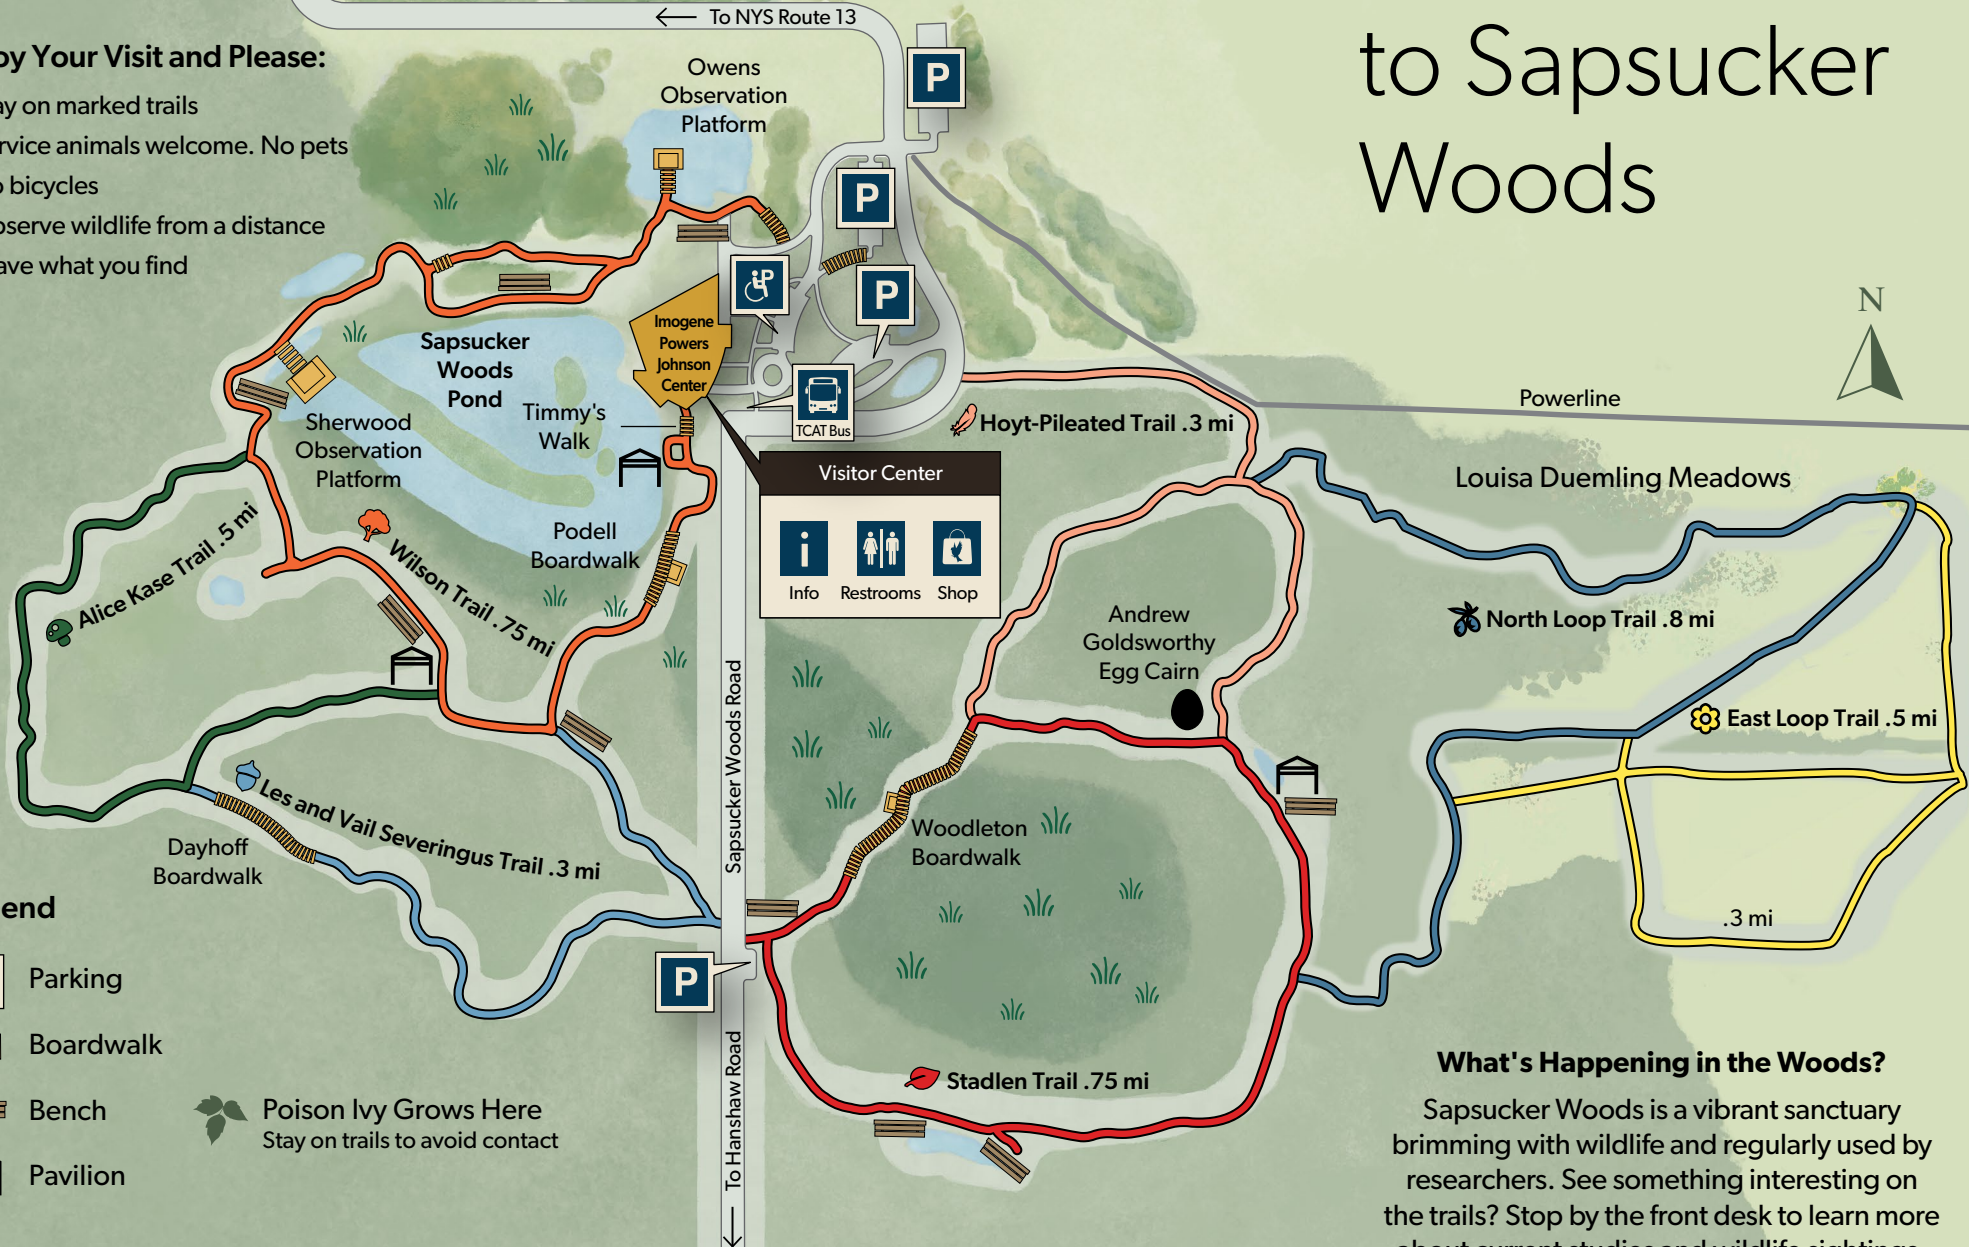 to Sapsucker
Woods
To NYS Route 13
oy Your Visit and Please:
ay on marked trails
rvice animals welcome. No pets
o bicycles
oserve wildlife from a distance
ave what you find
Owens
Observation
Platform
P
P
P
P
Imogene
Powers
Johnson
Center
Sapsucker
Woods
Pond
Timmy's
Walk
TCAT Bus
Sherwood
Observation
Platform
Podell
Boardwalk
Visitor Center
i
Info
Restrooms
Shop
Hoyt-Pileated Trail .3 mi
N
Powerline
Louisa Duemling Meadows
Alice Kase Trail .5 mi
Wilson Trail .75 mi
North Loop Trail .8 mi
Andrew
Goldsworthy
Egg Cairn
East Loop Trail .5 mi
.3 mi
Sapsucker Woods Road
Les and Vail Severingus Trail .3 mi
Dayhoff
Boardwalk
Woodleton
Boardwalk
P
Stadlen Trail .75 mi
To Hanshaw Road
end
Parking
Boardwalk
Bench
Pavilion
Poison Ivy Grows Here
Stay on trails to avoid contact
What's Happening in the Woods?
Sapsucker Woods is a vibrant sanctuary
brimming with wildlife and regularly used by
researchers. See something interesting on
the trails? Stop by the front desk to learn more
about current studies and wildlife sightings